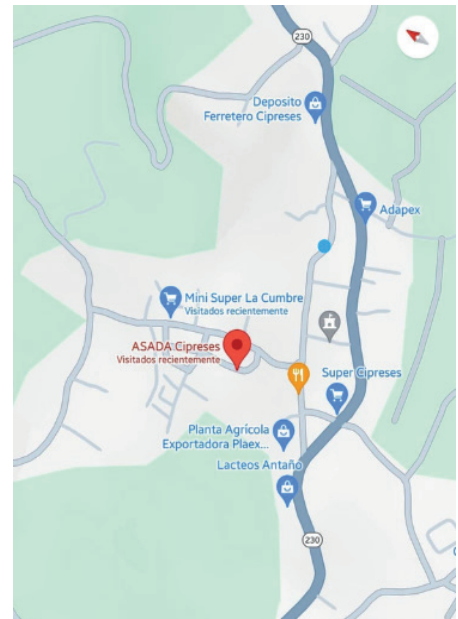 230
Deposito
Ferretero Cipreses
Adapex
Mini Super La Cumbre
Visitados recientemente
ASADA Cipreses
Visitados recientemente
Super Cipreses
Planta Agrícola
Exportadora Plaex...
Lacteos Antaño
230